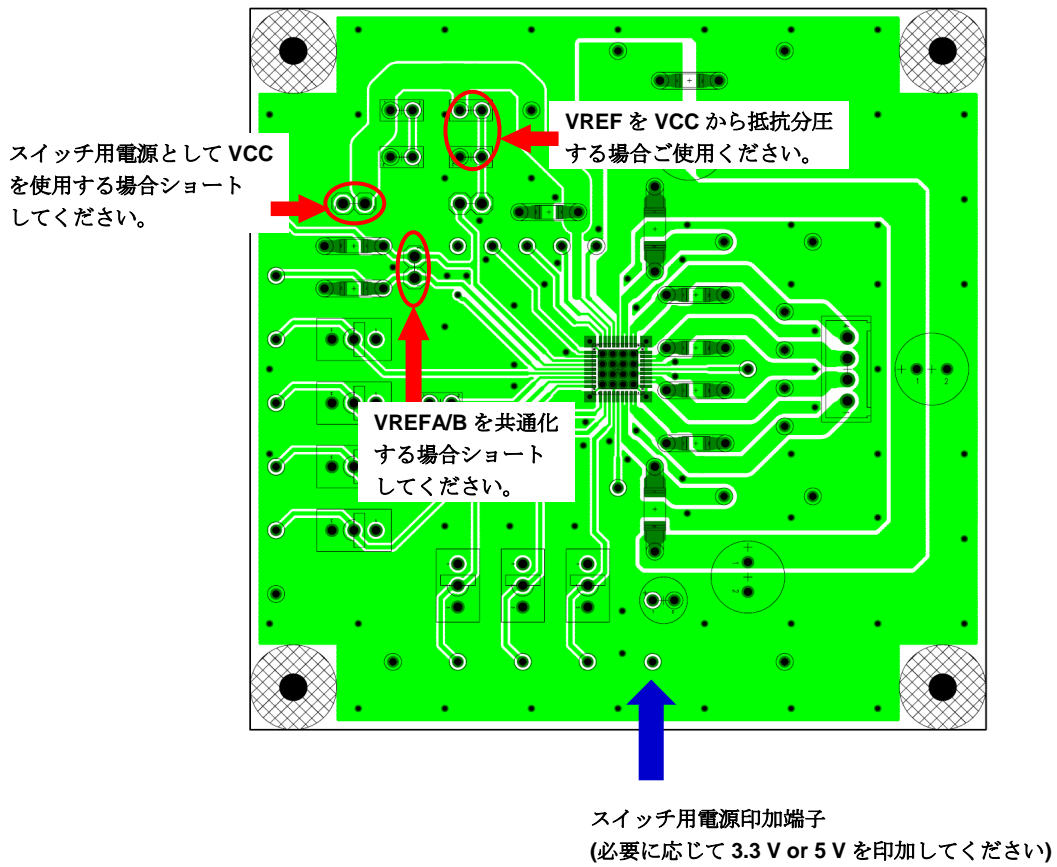 VREF を VCC から抵抗分圧
する場合ご使用ください。
スイッチ用電源として VCC
を使用する場合ショート
してください。
VREFA/B を共通化
する場合ショート
してください。
スイッチ用電源印加端子
(必要に応じて 3.3 V or 5 V を印加してください)